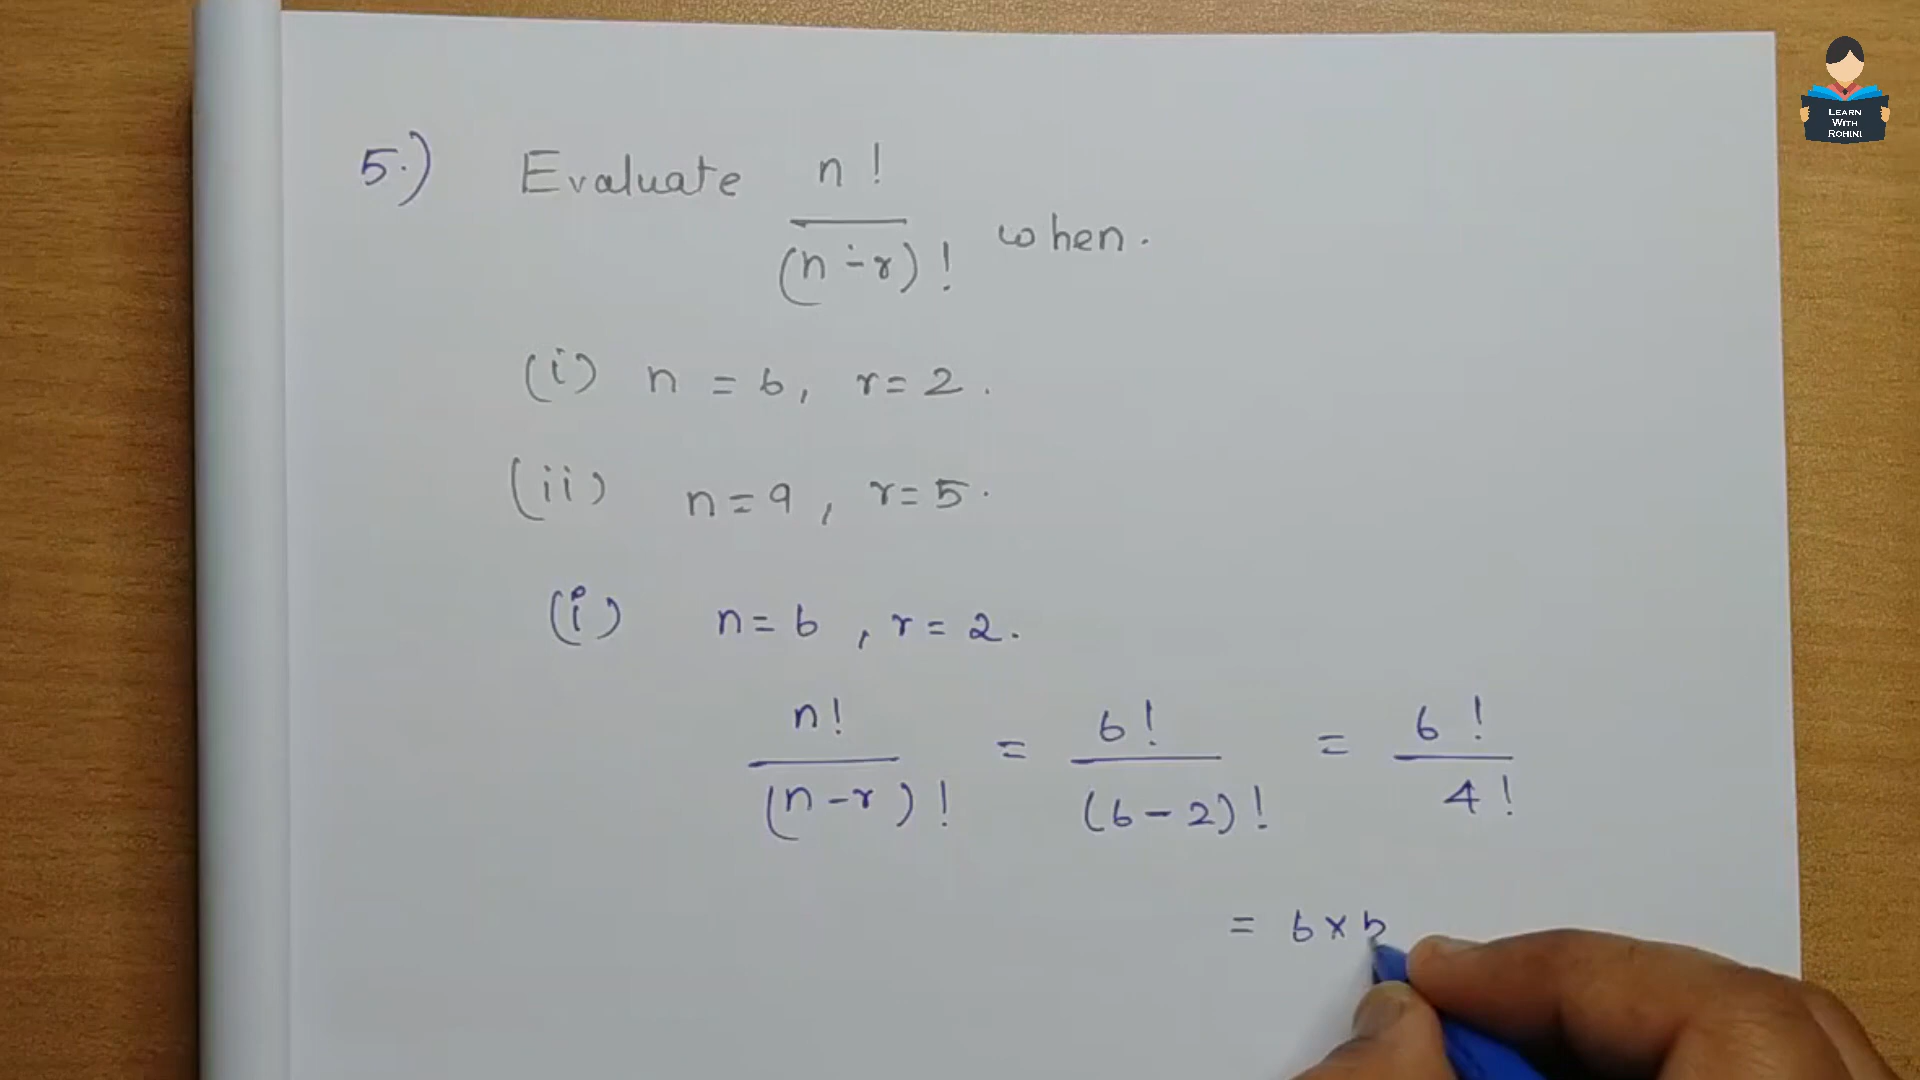 LEARN
WITH
ROHINI
5.) Evaluate n! / (n-r)! when.
(i) n = 6, r = 2.
(ii) n = 9, r = 5.
(i) n = 6, r = 2.
n! / (n-r)! = 6! / (6-2)! = 6! / 4!
= 6 × 5